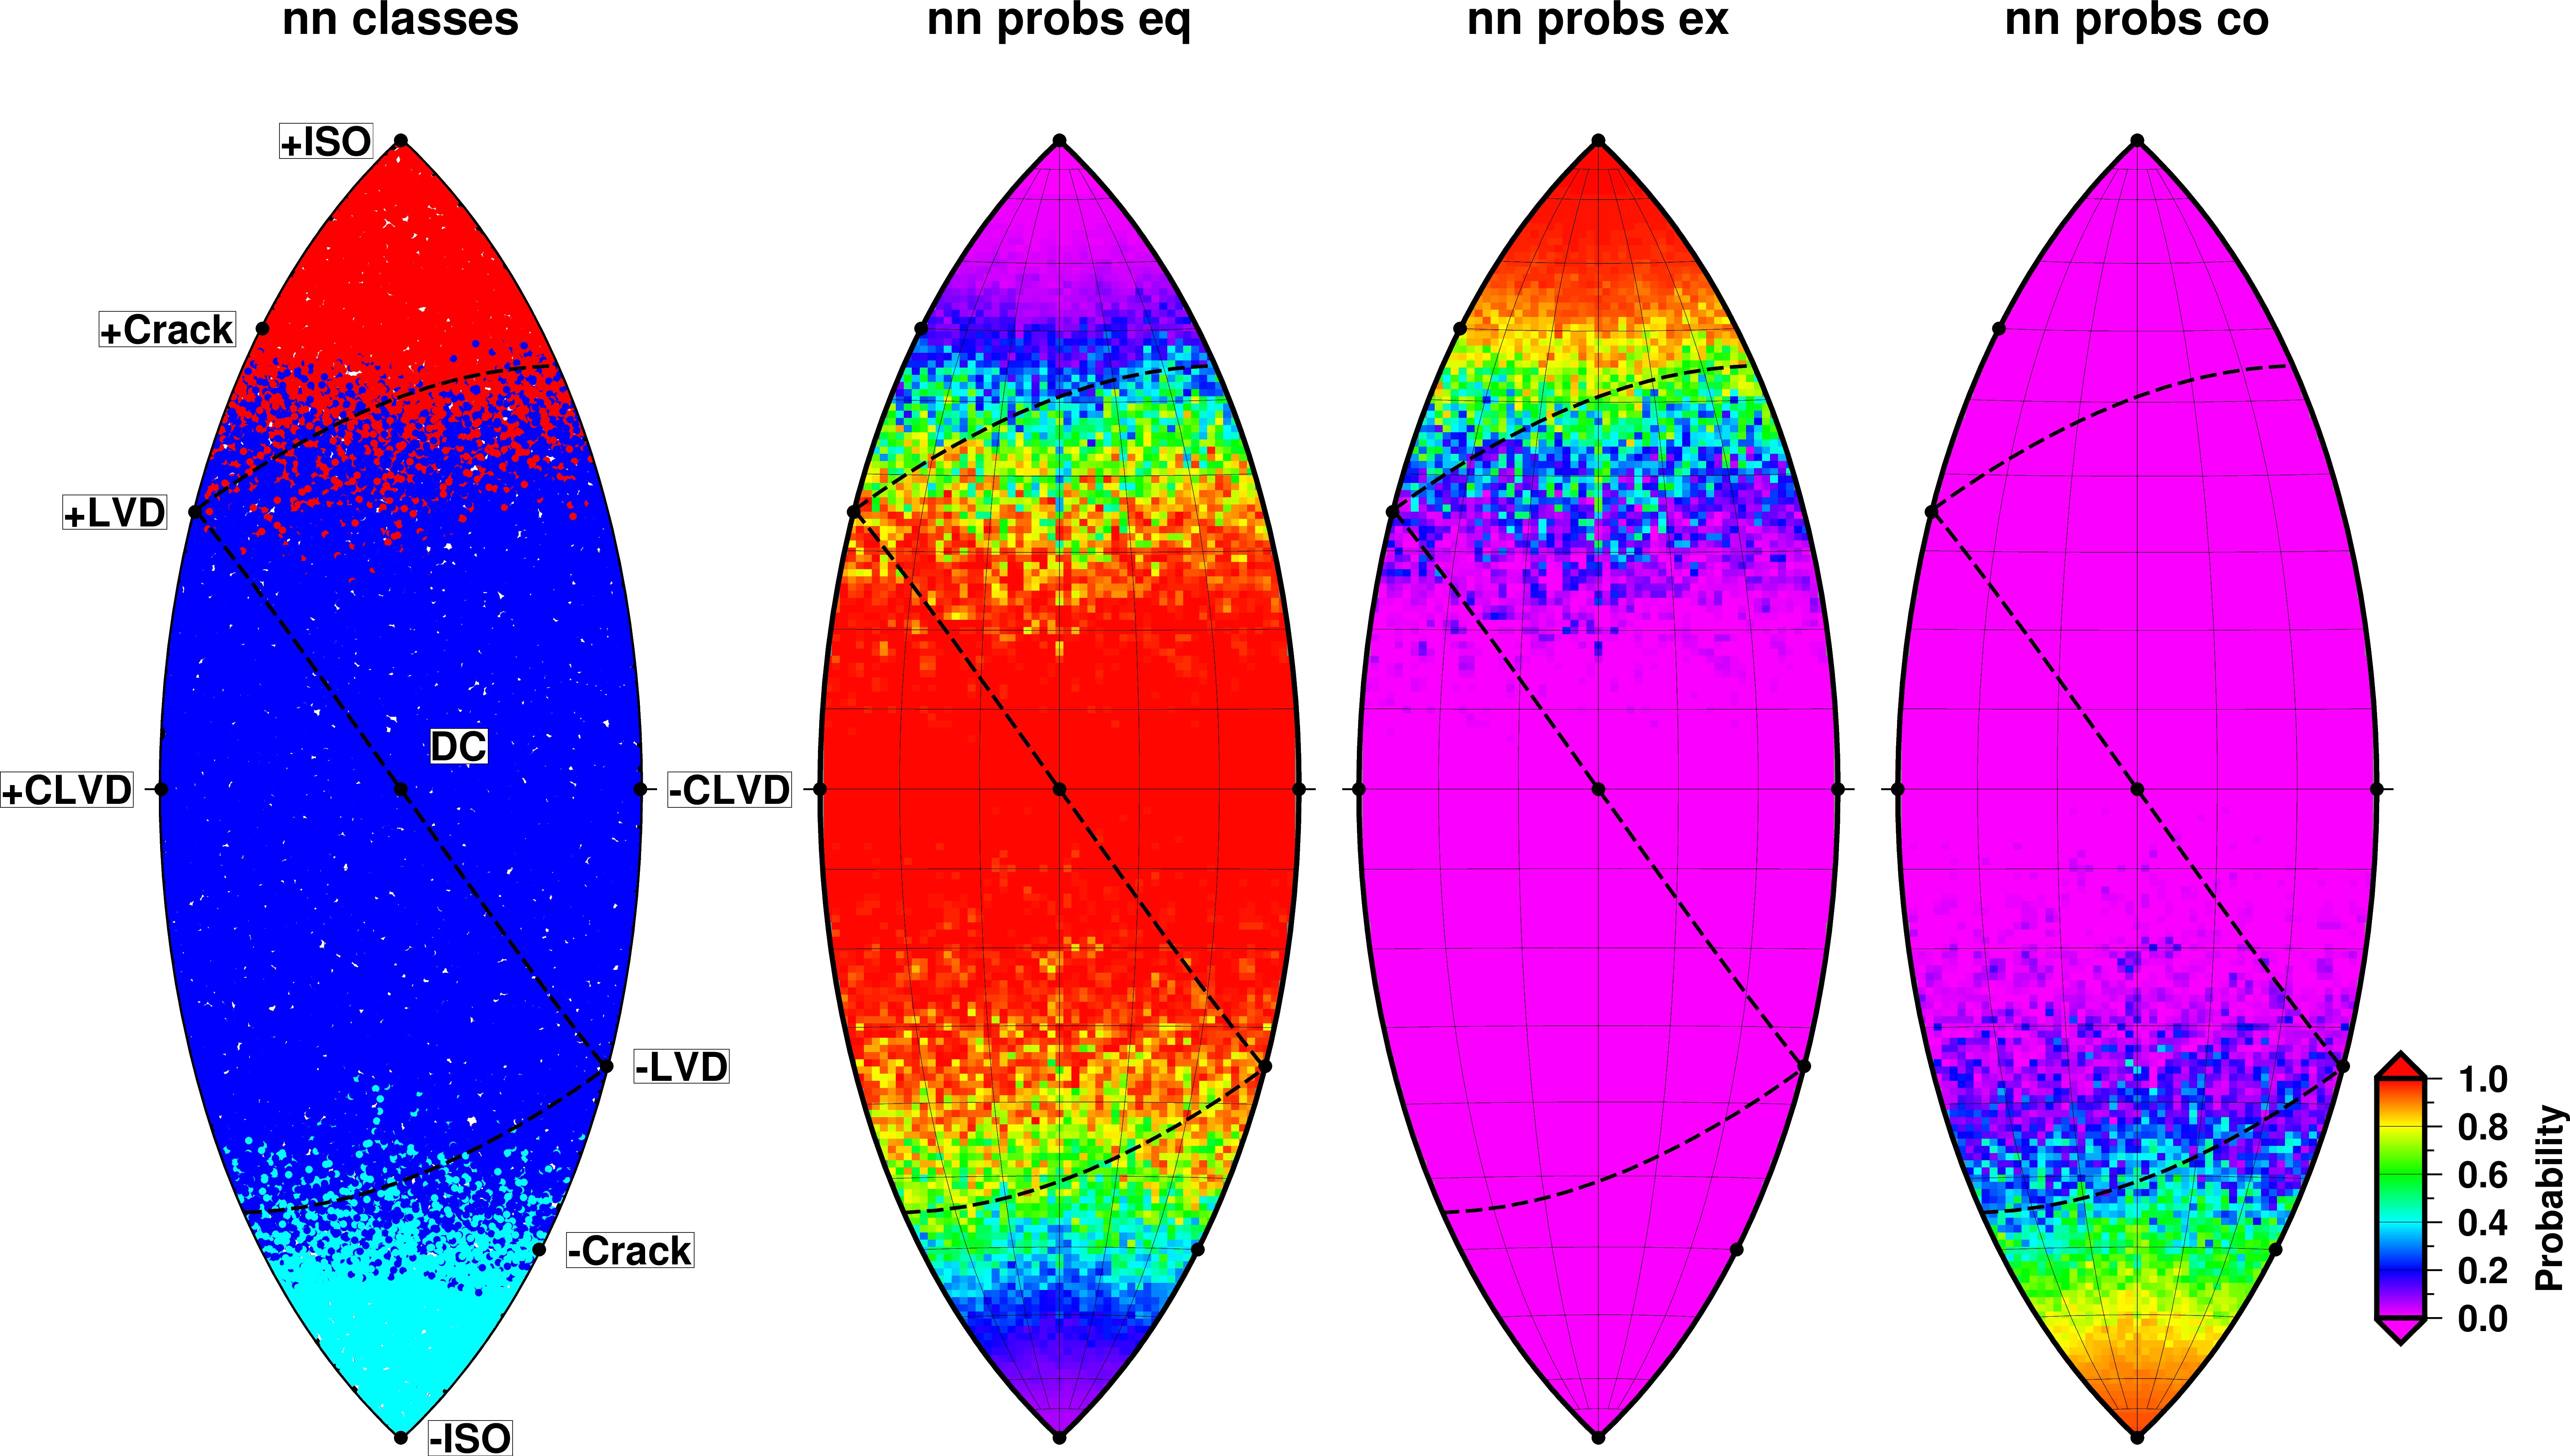 nn classes
nn probs eq
nn probs ex
nn probs co
+ISO
+Crack
+LVD
DC
+CLVD
-CLVD
-LVD
-Crack
-ISO
1.0
0.8
0.6
0.4
0.2
0.0
Probability